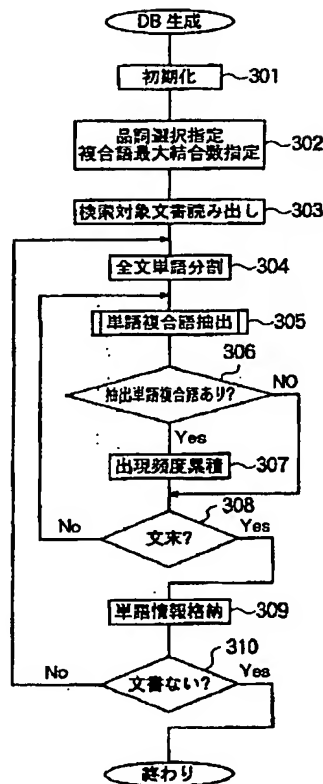 DB 生成
初期化
301
品詞選択指定
複合語最大結合数指定
302
検索対象文書読み出し
303
全文単語分割
304
単語複合語抽出
305
306
抽出単語複合語あり?
NO
Yes
出現頻度累積
307
308
No
文末?
Yes
単語情報格納
309
310
No
文書ない?
Yes
終わり